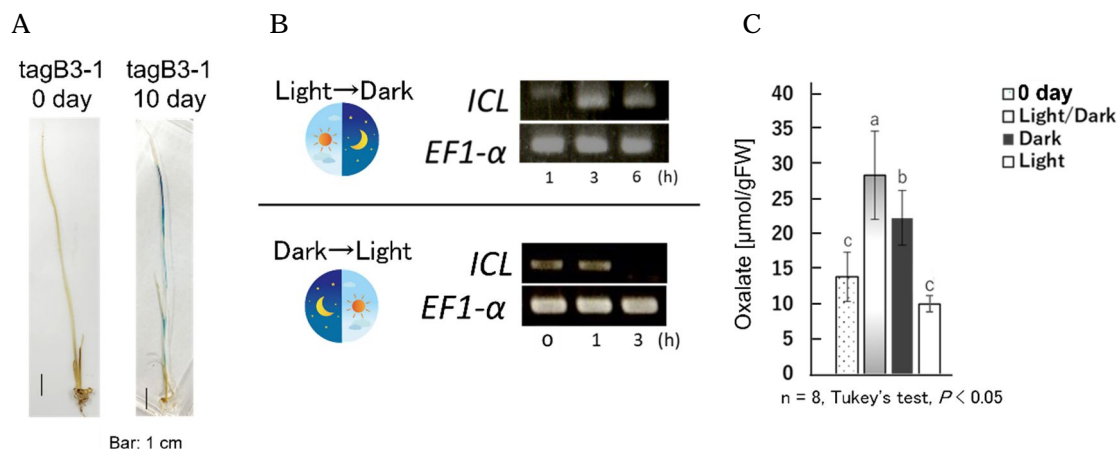 A
tagB3-1
0 day
tagB3-1
10 day
Bar: 1 cm
B
Light→Dark
ICL
EF1-α
1 3 6 (h)
Dark→Light
ICL
EF1-α
0 1 3 (h)
C
Oxalate [μmol/gFW]
40
35
30
25
20
15
10
5
0
c
a
b
c
0 day
Light/Dark
Dark
Light
n = 8, Tukey's test, P < 0.05